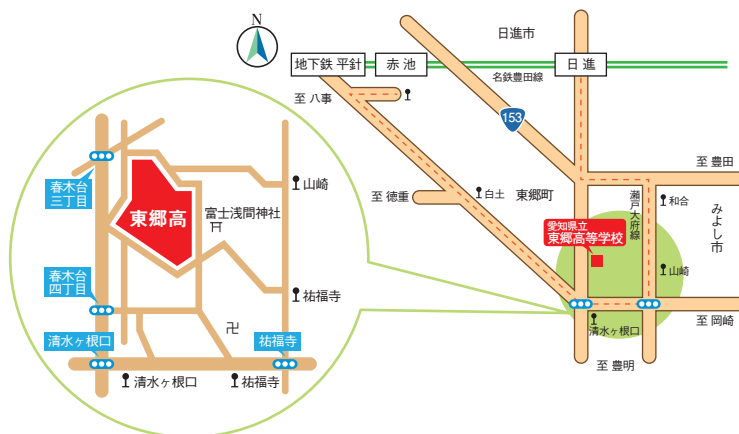 N
日進市
地下鉄 平針
赤 池
日 進
名鉄豊田線
至 八事
153
至 豊田
至 徳重
白土
東郷町
瀬戸大府線
和合
みよし市
愛知県立
東郷高等学校
山崎
至 岡崎
清水ヶ根口
至 豊明
春木台
三丁目
東郷高
山崎
富士浅間神社
春木台
四丁目
祐福寺
卍
清水ヶ根口
祐福寺
清水ヶ根口
祐福寺